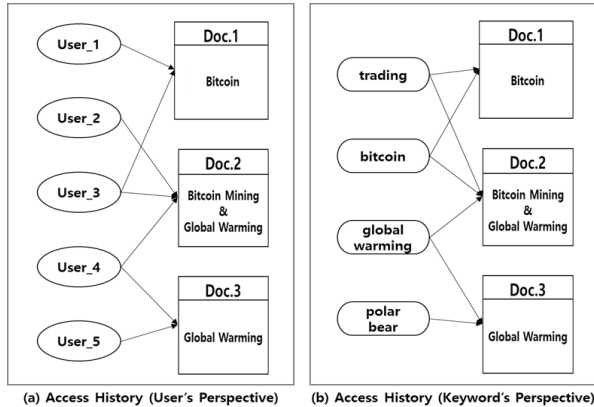 User_1
User_2
User_3
User_4
User_5
Doc.1
Bitcoin
Doc.2
Bitcoin Mining
&
Global Warming
Doc.3
Global Warming
(a) Access History (User's Perspective)
trading
bitcoin
global
warming
polar
bear
Doc.1
Bitcoin
Doc.2
Bitcoin Mining
&
Global Warming
Doc.3
Global Warming
(b) Access History (Keyword's Perspective)